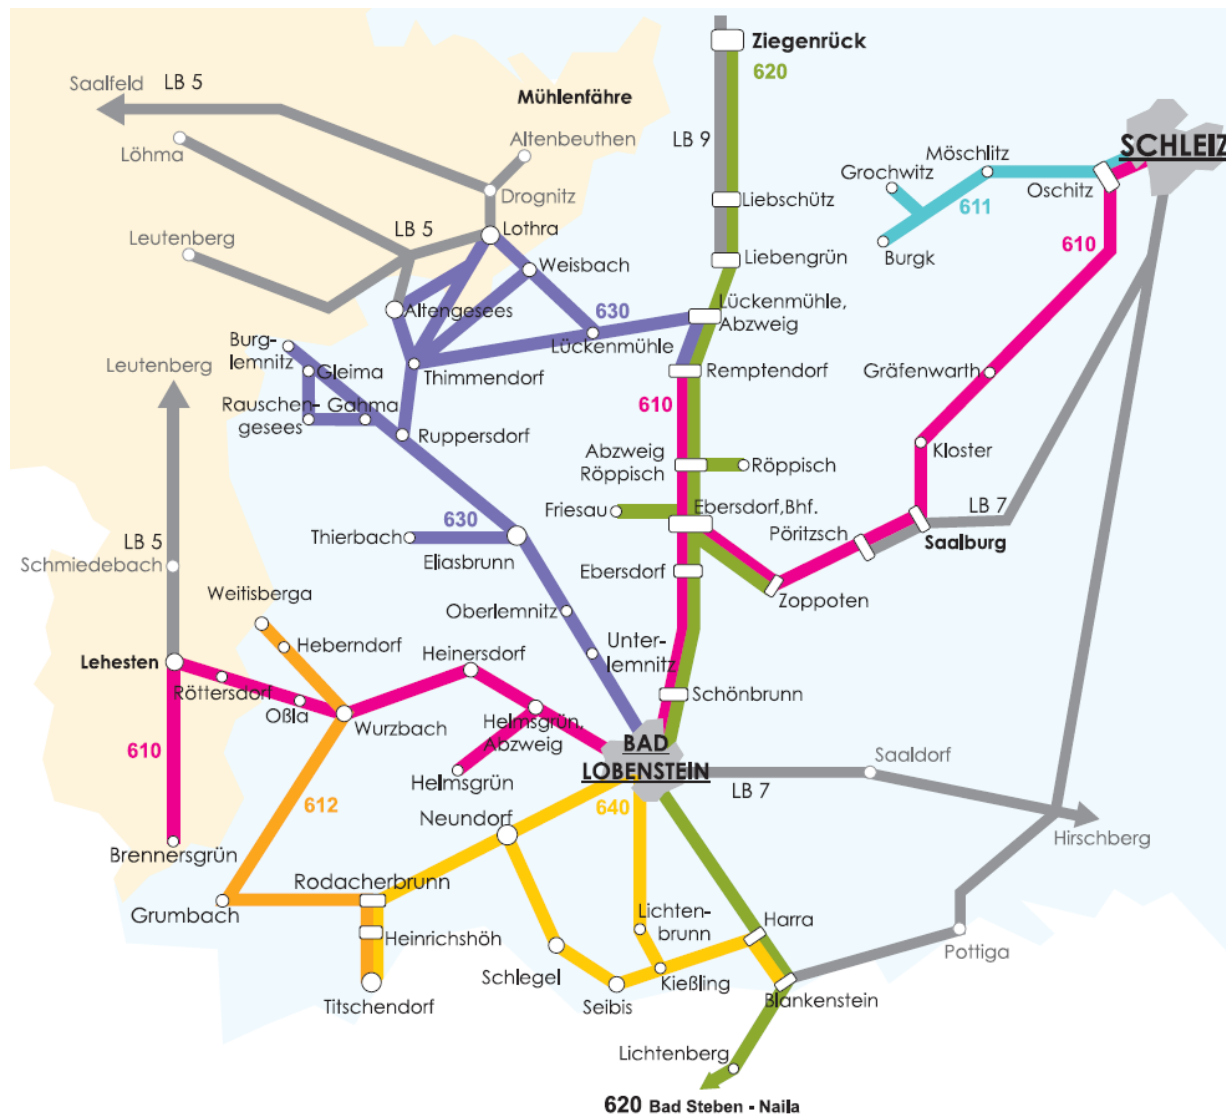 Ziegenrück
620
Saalfeld
LB 5
Mühlenfähre
Altenbeuthen
Löhma
LB 9
SCHLEIZ
Möschlitz
Grochwitz
Oschitz
Drognitz
Liebschütz
611
Lothra
LB 5
Leutenberg
610
Burgk
Weisbach
Liebengrün
Altengesees
630
Lückenmühle,
Abzweig
Burg-
lemnitz
Lückenmühle
Leutenberg
Gleima
Thimmendorf
Remptendorf
Gräfenwarth
610
Rauschen-
gesees
Gahma
Ruppersdorf
Abzweig
Röppisch
Röppisch
Kloster
Friesau
Ebersdorf,Bhf.
LB 7
630
Thierbach
Pöritzsch
Saalburg
LB 5
Schmiedebach
Eliasbrunn
Ebersdorf
Zoppoten
Weitisberga
Oberlemnitz
Heberndorf
Unter-
lemnitz
Lehesten
Heinersdorf
Röttersdorf
Schönbrunn
Oßla
Wurzbach
Helmsgrün,
Abzweig
610
BAD
LOBENSTEIN
Saaldorf
Helmsgrün
LB 7
612
640
Neundorf
Hirschberg
Brennersgrün
Rodacherbrunn
Grumbach
Lichten-
brunn
Harra
Heinrichshöh
Schlegel
Kießling
Pottiga
Titschendorf
Seibis
Blankenstein
Lichtenberg
620 Bad Steben - Naila